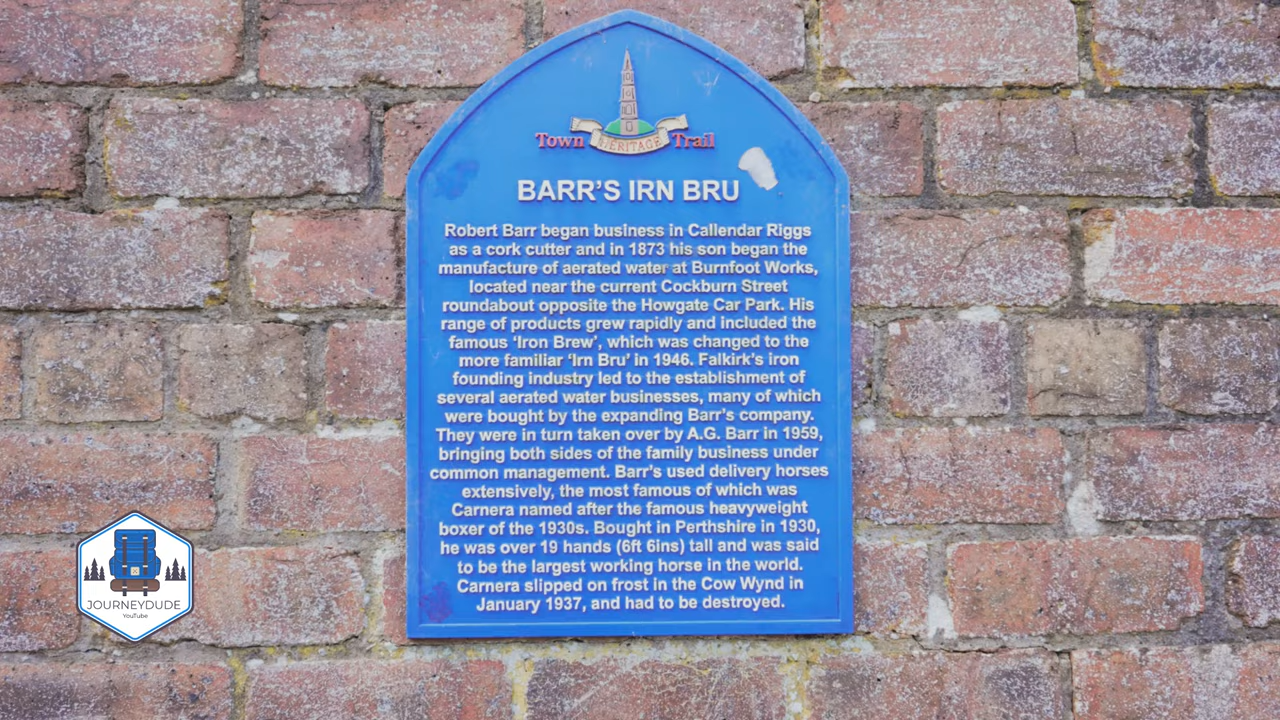 Town HERITAGE Trail
BARR'S IRN BRU
Robert Barr began business in Callendar Riggs
as a cork cutter and in 1873 his son began the
manufacture of aerated water at Burnfoot Works,
located near the current Cockburn Street
roundabout opposite the Howgate Car Park. His
range of products grew rapidly and included the
famous 'Iron Brew', which was changed to the
more familiar 'Irn Bru' in 1946. Falkirk's iron
founding industry led to the establishment of
several aerated water businesses, many of which
were bought by the expanding Barr's company.
They were in turn taken over by A.G. Barr in 1959,
bringing both sides of the family business under
common management. Barr's used delivery horses
extensively, the most famous of which was
Carnera named after the famous heavyweight
boxer of the 1930s. Bought in Perthshire in 1930,
he was over 19 hands (6ft 6ins) tall and was said
to be the largest working horse in the world.
Carnera slipped on frost in the Cow Wynd in
January 1937, and had to be destroyed.
JOURNEYDUDE
YouTube